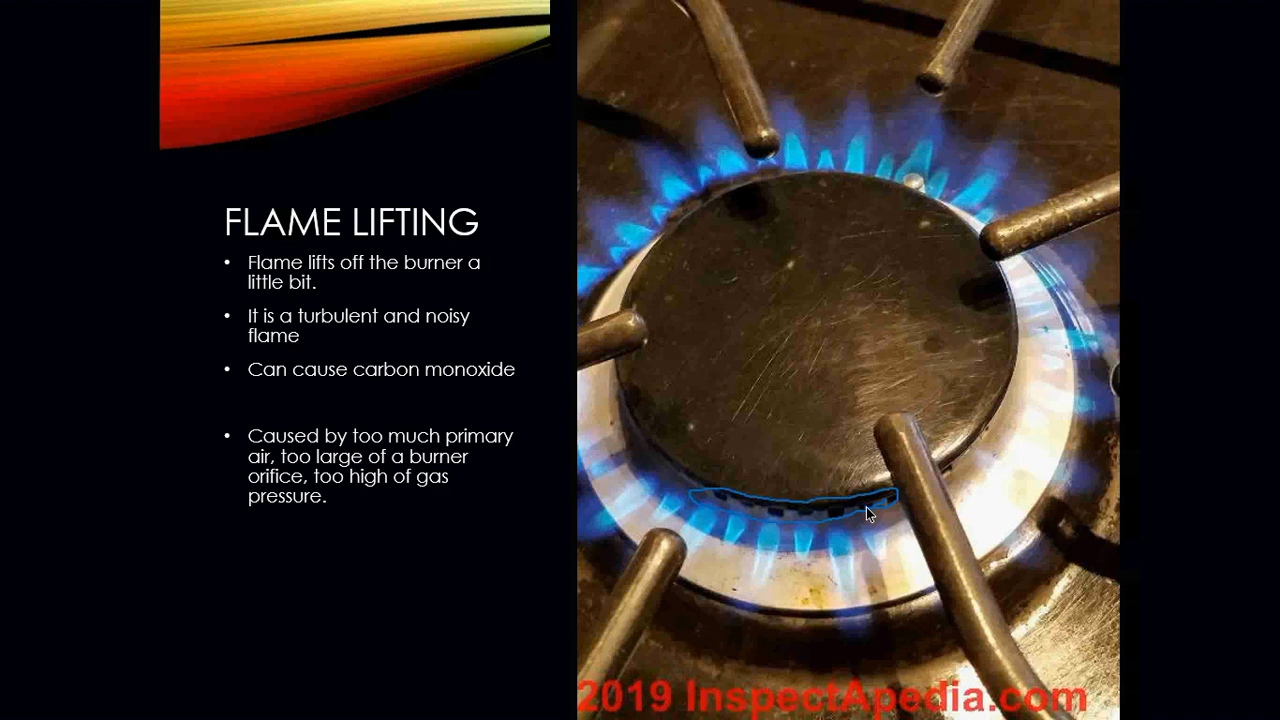 FLAME LIFTING
• Flame lifts off the burner a
little bit.
• It is a turbulent and noisy
flame
• Can cause carbon monoxide
• Caused by too much primary
air, too large of a burner
orifice, too high of gas
pressure.
2019 InspectApedia.com